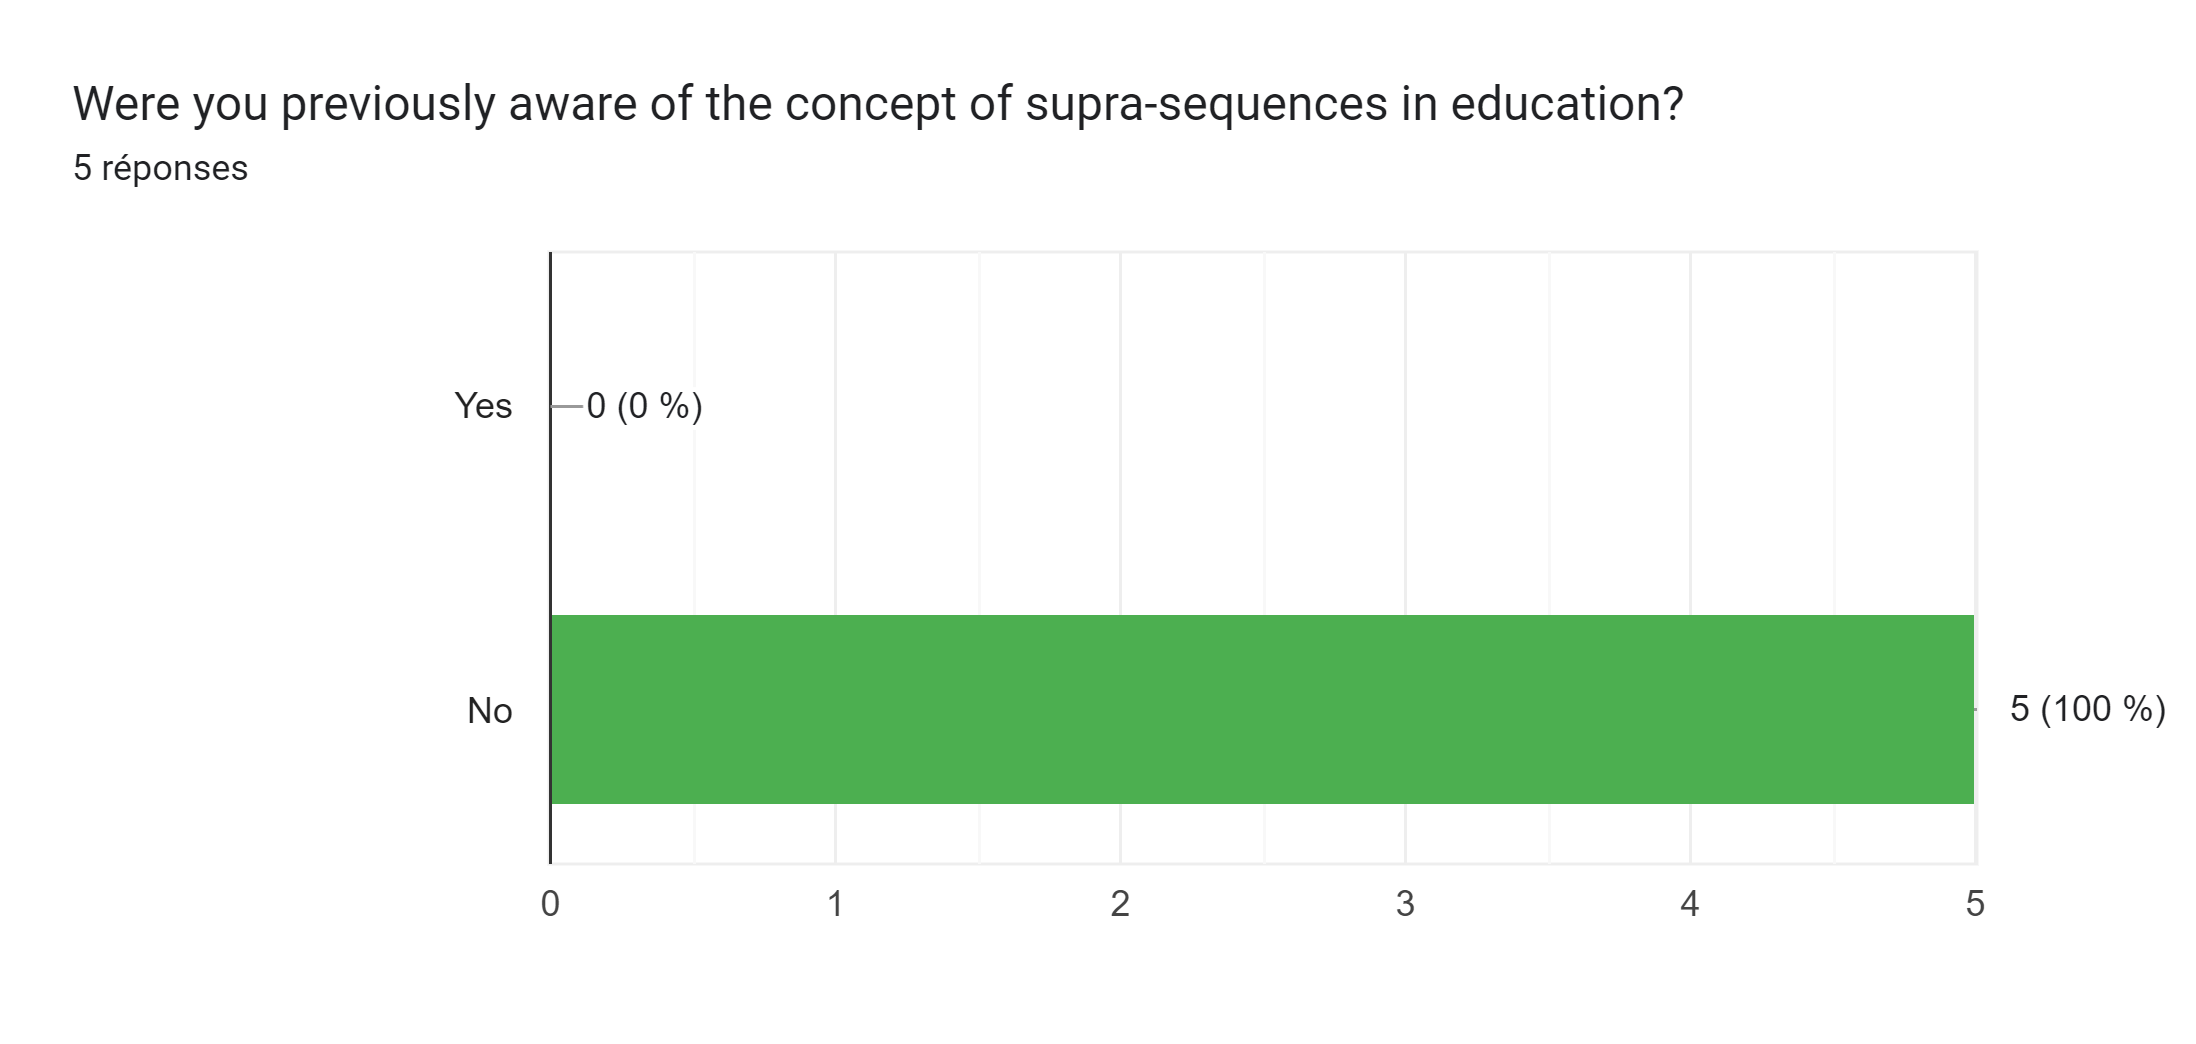 Were you previously aware of the concept of supra-sequences in education?
5 réponses
Yes
0 (0 %)
No
5 (100 %)
0 1 2 3 4 5